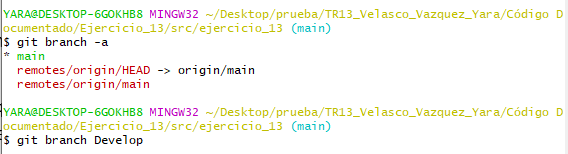 YARA@DESKTOP-6GOKHB8 MINGW32 ~/Desktop/prueba/TR13_Velasco_Vazquez_Yara/Código D
ocumentado/Ejercicio_13/src/ejercicio_13 (main)
$ git branch -a
* main
  remotes/origin/HEAD -> origin/main
  remotes/origin/main
YARA@DESKTOP-6GOKHB8 MINGW32 ~/Desktop/prueba/TR13_Velasco_Vazquez_Yara/Código D
ocumentado/Ejercicio_13/src/ejercicio_13 (main)
$ git branch Develop